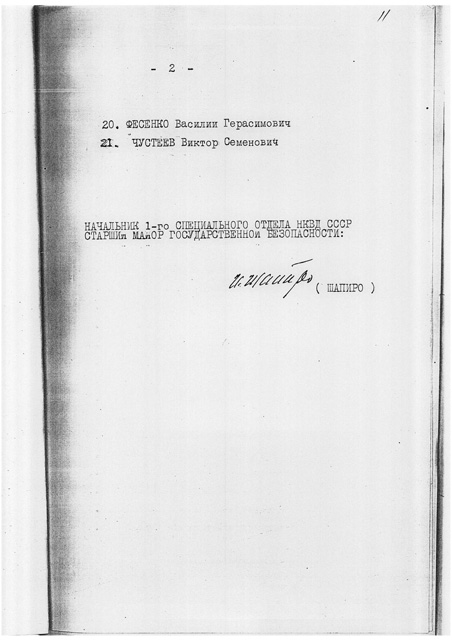 11
- 2 -
20. ФЕСЕНКО Василии Герасимович
21. ЧУСТЕЕВ Виктор Семенович
НАЧАЛЬНИК 1-го СПЕЦИАЛЬНОГО ОТДЕЛА НКВД СССР
СТАРШИй МАйОР ГОСУДАРСТВЕННОй БЕЗОПАСНОСТИ:
И. Шапиро
( ШАПИРО )